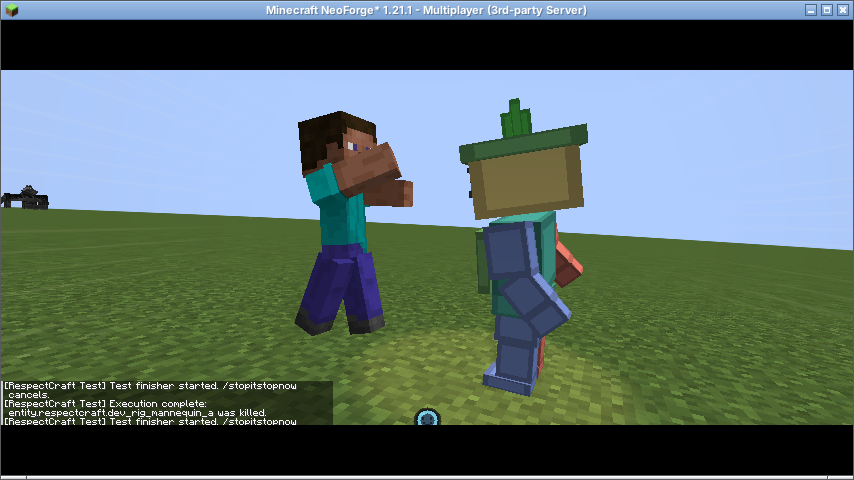 Minecraft NeoForge* 1.21.1 - Multiplayer (3rd-party Server)
[RespectCraft Test] Test finisher started. /stopitstopnow
cancels.
[RespectCraft Test] Execution complete:
entity.respectcraft.dev_rig_mannequin_a was killed.
[RespectCraft Test] Test finisher started. /stopitstopnow